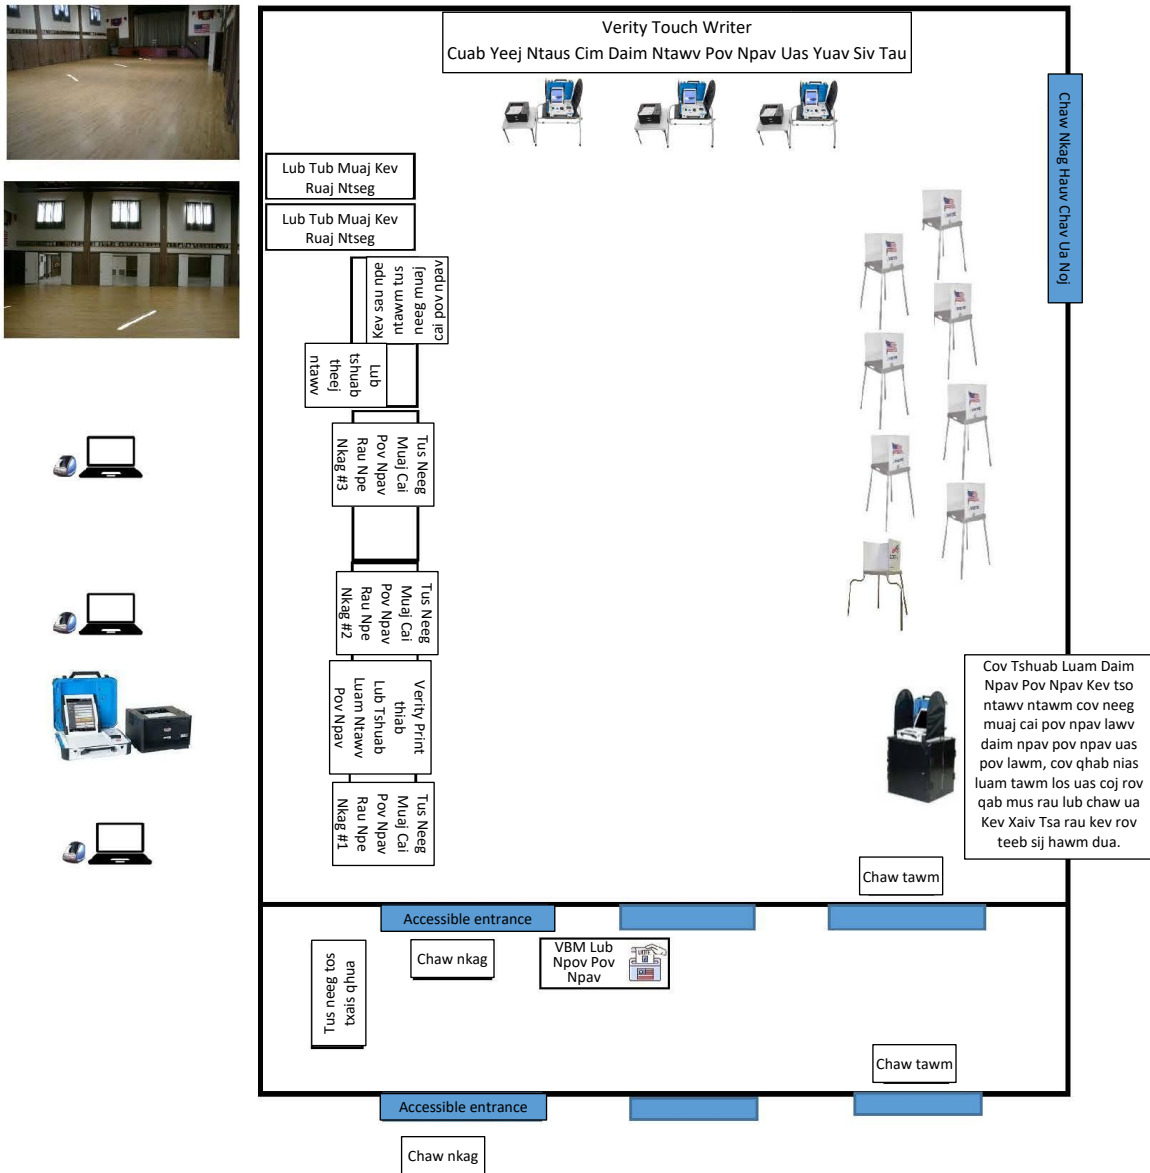 Verity Touch Writer
Cuab Yeej Ntaus Cim Daim Ntawv Pov Npav Uas Yuav Siv Tau
Chaw Nkag Hauv Chav Ua Noj
Lub Tub Muaj Kev
Ruaj Ntseg
Lub Tub Muaj Kev
Ruaj Ntseg
Kev sau npe
ntawm tus
neeg muaj
cai pov npav
Lub
tshuab
theej
ntawv
Tus Neeg
Muaj Cai
Pov Npav
Rau Npe
Nkag #3
Tus Neeg
Muaj Cai
Pov Npav
Rau Npe
Nkag #2
Verity Print
thiab
Lub Tshuab
Luam Ntawv
Pov Npav
Tus Neeg
Muaj Cai
Pov Npav
Rau Npe
Nkag #1
Cov Tshuab Luam Daim
Npav Pov Npav Kev tso
ntawv ntawm cov neeg
muaj cai pov npav lawv
daim npav pov npav uas
pov lawm, cov qhab nias
luam tawm los uas coj rov
qab mus rau lub chaw ua
Kev Xaiv Tsa rau kev rov
teeb sij hawm dua.
Chaw tawm
Accessible entrance
Chaw nkag
VBM Lub
Npov Pov
Npav
Tus neeg tos
txais qhua
Chaw tawm
Accessible entrance
Chaw nkag